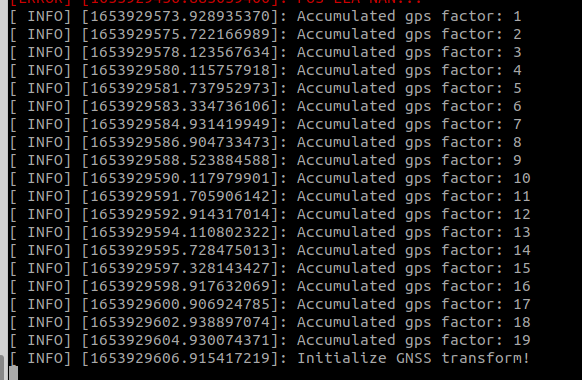 [ INFO] [1653929573.928935370]: Accumulated gps factor: 1
[ INFO] [1653929575.722166989]: Accumulated gps factor: 2
[ INFO] [1653929578.123567634]: Accumulated gps factor: 3
[ INFO] [1653929580.115757918]: Accumulated gps factor: 4
[ INFO] [1653929581.737952973]: Accumulated gps factor: 5
[ INFO] [1653929583.334736106]: Accumulated gps factor: 6
[ INFO] [1653929584.931419949]: Accumulated gps factor: 7
[ INFO] [1653929586.904733473]: Accumulated gps factor: 8
[ INFO] [1653929588.523884588]: Accumulated gps factor: 9
[ INFO] [1653929590.117979901]: Accumulated gps factor: 10
[ INFO] [1653929591.705906142]: Accumulated gps factor: 11
[ INFO] [1653929592.914317014]: Accumulated gps factor: 12
[ INFO] [1653929594.110802322]: Accumulated gps factor: 13
[ INFO] [1653929595.728475013]: Accumulated gps factor: 14
[ INFO] [1653929597.328143427]: Accumulated gps factor: 15
[ INFO] [1653929598.917632069]: Accumulated gps factor: 16
[ INFO] [1653929600.906924785]: Accumulated gps factor: 17
[ INFO] [1653929602.938897074]: Accumulated gps factor: 18
[ INFO] [1653929604.930074371]: Accumulated gps factor: 19
[ INFO] [1653929606.915417219]: Initialize GNSS transform!